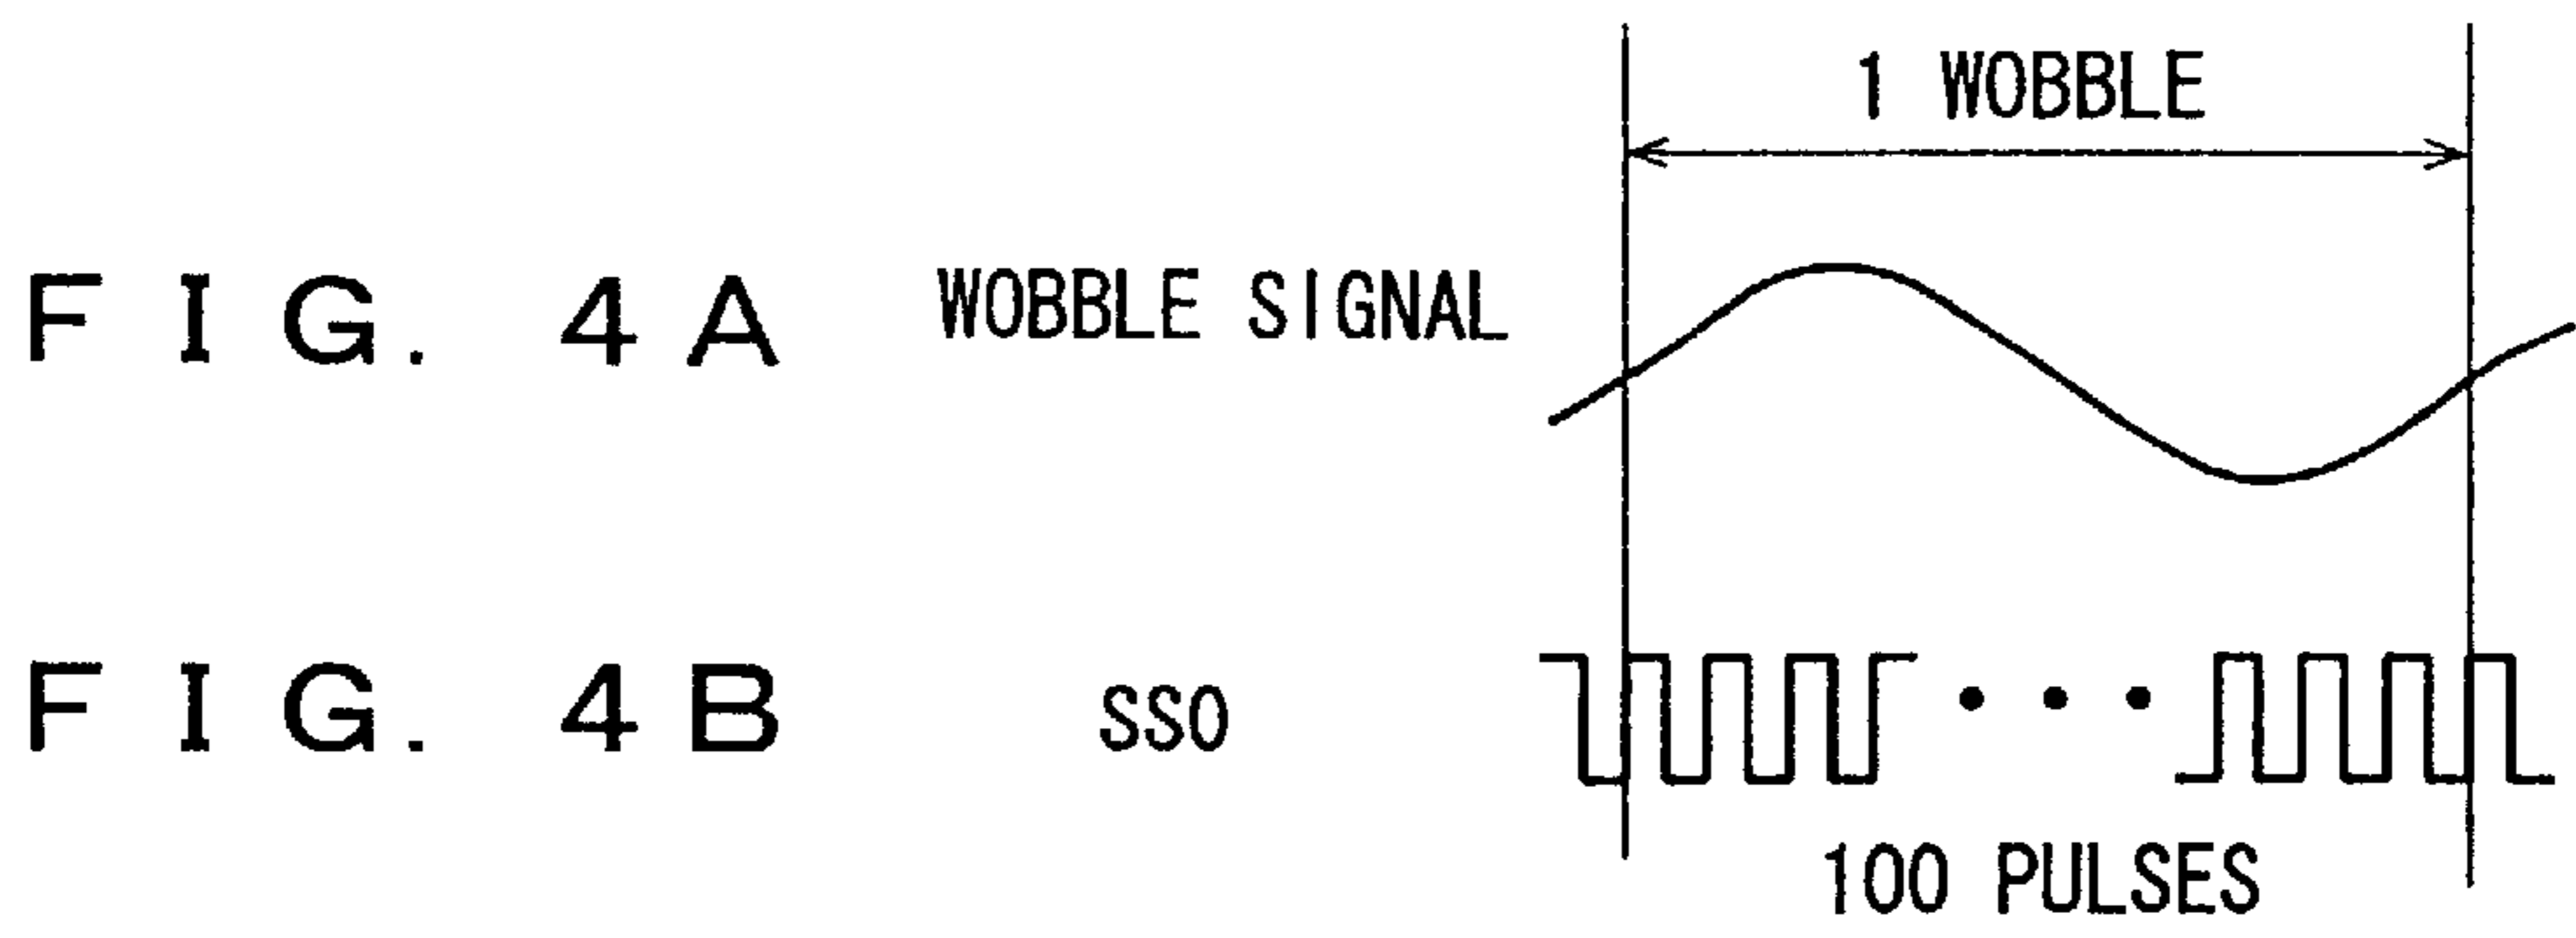 1 WOBBLE
FIG. 4A WOBBLE SIGNAL
FIG. 4B SSO
100 PULSES